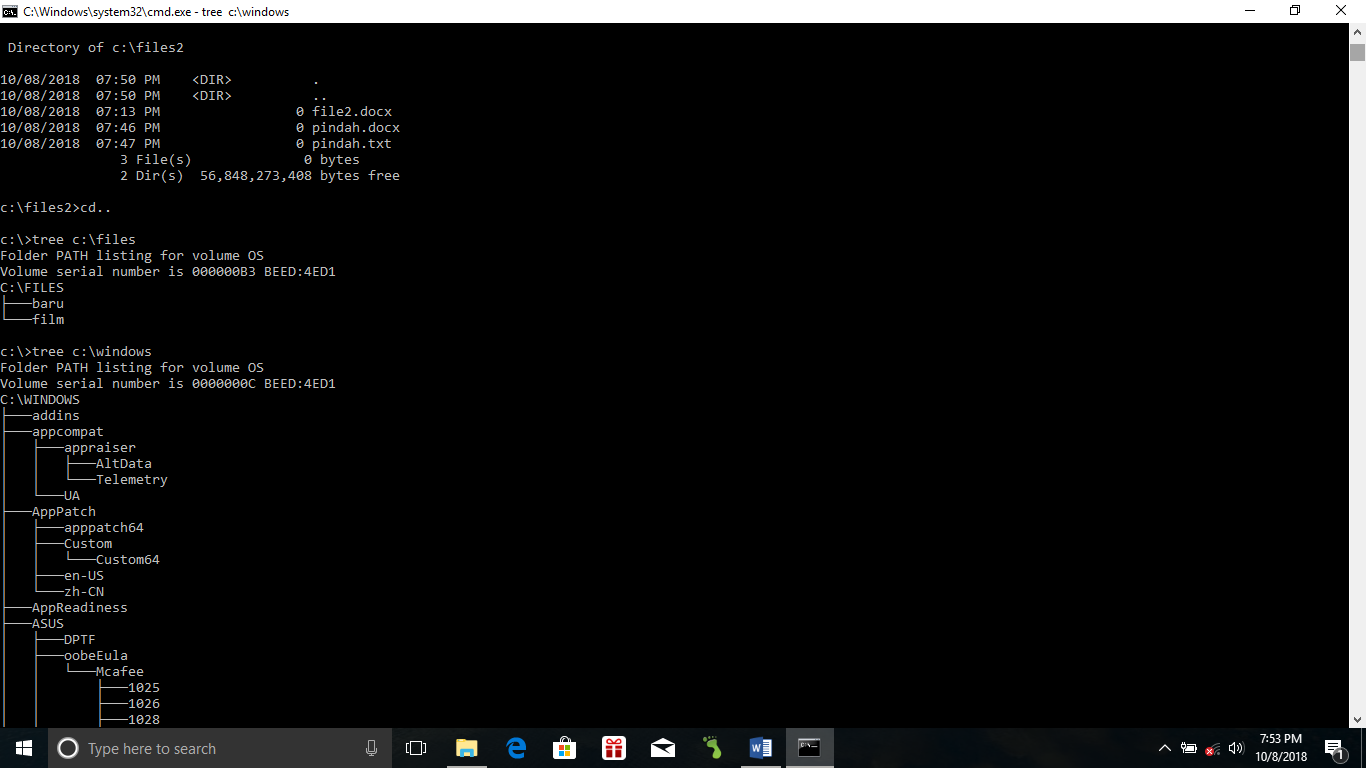 C:\Windows\system32\cmd.exe - tree  c:\windows
 Directory of c:\files2
10/08/2018  07:50 PM    <DIR>          .
10/08/2018  07:50 PM    <DIR>          ..
10/08/2018  07:13 PM                 0 file2.docx
10/08/2018  07:46 PM                 0 pindah.docx
10/08/2018  07:47 PM                 0 pindah.txt
               3 File(s)              0 bytes
               2 Dir(s)  56,848,273,408 bytes free
c:\files2>cd..
c:\>tree c:\files
Folder PATH listing for volume OS
Volume serial number is 000000B3 BEED:4ED1
C:\FILES
├───baru
└───film
c:\>tree c:\windows
Folder PATH listing for volume OS
Volume serial number is 0000000C BEED:4ED1
C:\WINDOWS
├───addins
├───appcompat
│   ├───appraiser
│   │   ├───AltData
│   │   └───Telemetry
│   └───UA
├───AppPatch
│   ├───apppatch64
│   ├───Custom
│   │   └───Custom64
│   ├───en-US
│   └───zh-CN
├───AppReadiness
├───ASUS
│   ├───DPTF
│   ├───oobeEula
│   │   └───Mcafee
│   │       ├───1025
│   │       ├───1026
│   │       ├───1028
Type here to search
7:53 PM
10/8/2018
1